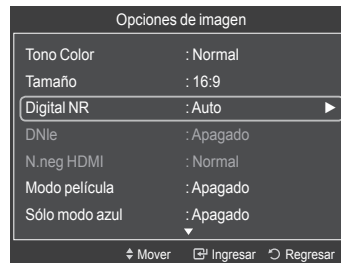 Opciones de imagen
Tono Color : Normal
Tamaño : 16:9
Digital NR : Auto
DNIe : Apagado
N.neg HDMI : Normal
Modo película : Apagado
Sólo modo azul : Apagado
Mover Ingresar Regresar